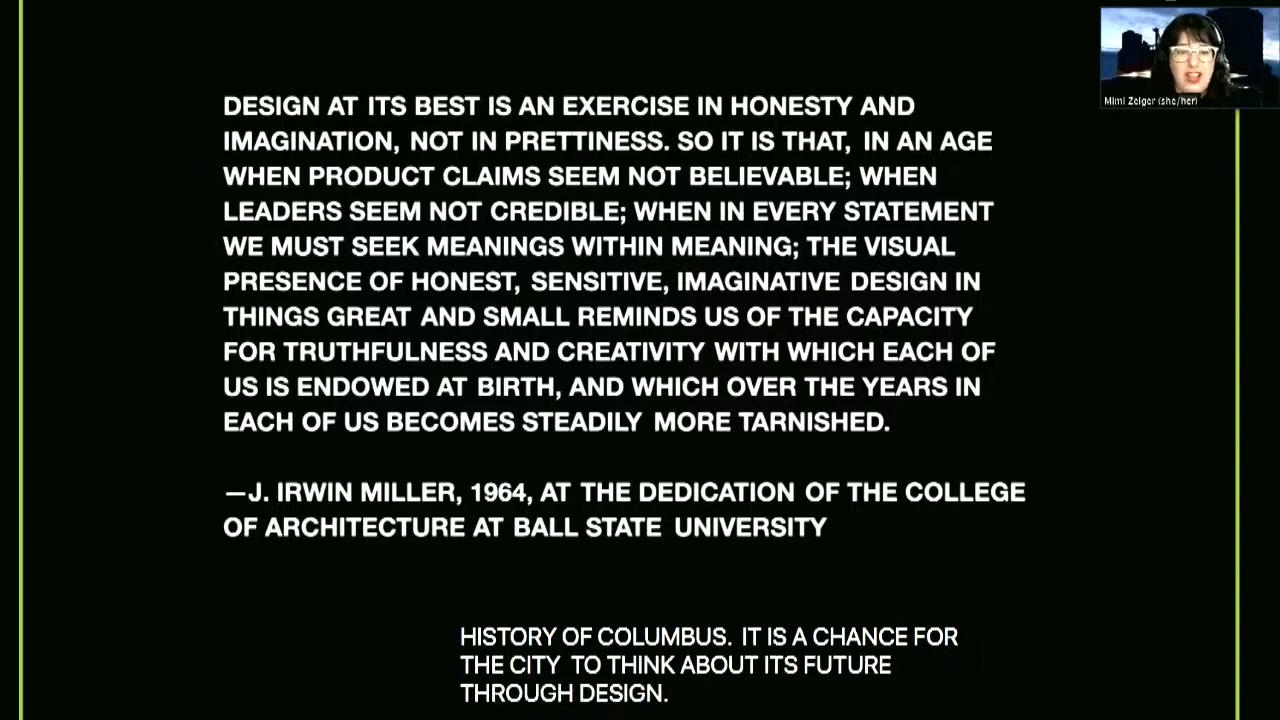 DESIGN AT ITS BEST IS AN EXERCISE IN HONESTY AND
IMAGINATION, NOT IN PRETTINESS. SO IT IS THAT, IN AN AGE
WHEN PRODUCT CLAIMS SEEM NOT BELIEVABLE; WHEN
LEADERS SEEM NOT CREDIBLE; WHEN IN EVERY STATEMENT
WE MUST SEEK MEANINGS WITHIN MEANING; THE VISUAL
PRESENCE OF HONEST, SENSITIVE, IMAGINATIVE DESIGN IN
THINGS GREAT AND SMALL REMINDS US OF THE CAPACITY
FOR TRUTHFULNESS AND CREATIVITY WITH WHICH EACH OF
US IS ENDOWED AT BIRTH, AND WHICH OVER THE YEARS IN
EACH OF US BECOMES STEADILY MORE TARNISHED.
—J. IRWIN MILLER, 1964, AT THE DEDICATION OF THE COLLEGE
OF ARCHITECTURE AT BALL STATE UNIVERSITY
Mimi Zeiger (she/her)
HISTORY OF COLUMBUS. IT IS A CHANCE FOR
THE CITY TO THINK ABOUT ITS FUTURE
THROUGH DESIGN.